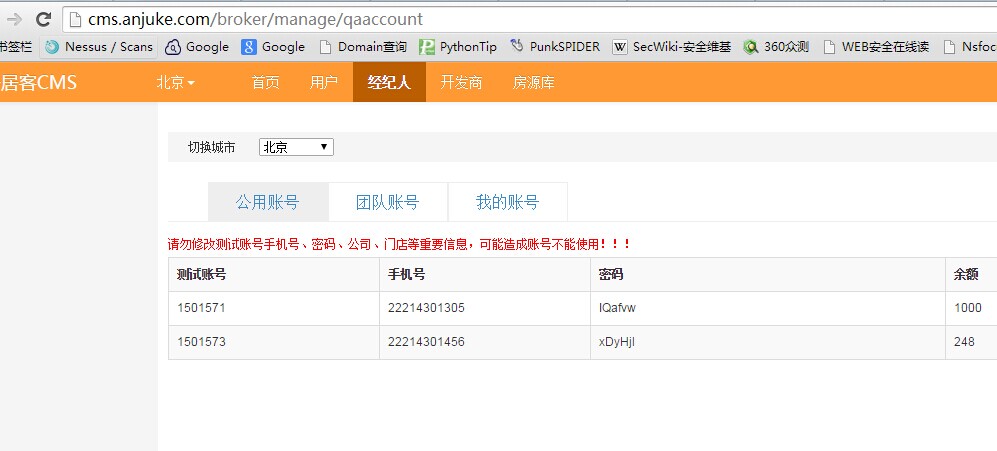 cms.anjuke.com/broker/manage/qaaccount
书签栏 Nessus / Scans Google Google Domain查询 PythonTip PunkSPIDER SecWiki-安全维基 360众测 WEB安全在线读 Nsfoc
居客CMS 北京 首页 用户 经纪人 开发商 房源库
切换城市 北京
公用账号 团队账号 我的账号
请勿修改测试账号手机号、密码、公司、门店等重要信息，可能造成账号不能使用！！！
测试账号 手机号 密码 余额
1501571 22214301305 IQafvw 1000
1501573 22214301456 xDyHjI 248